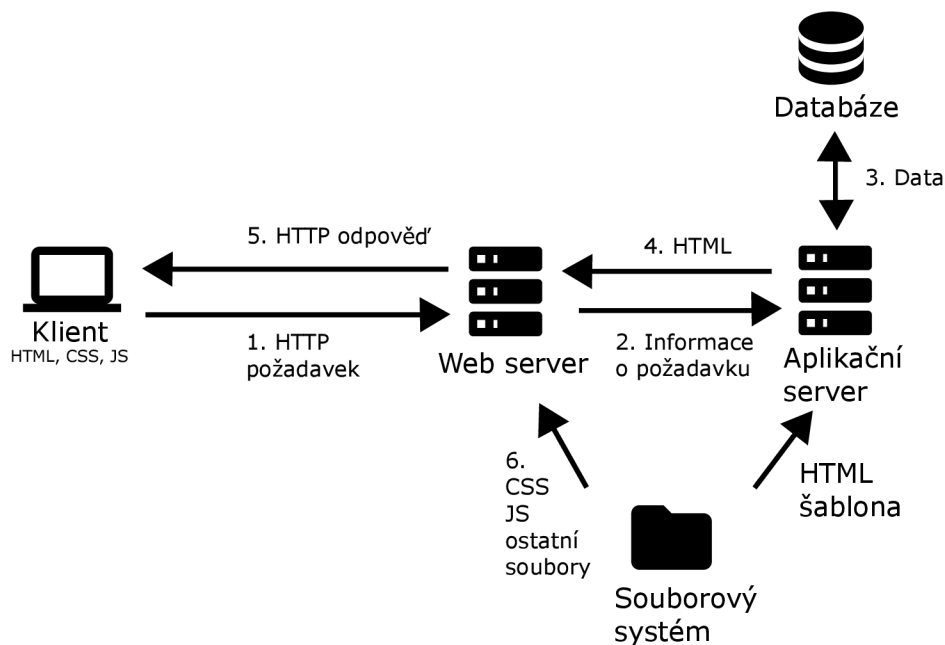 Databáze
3. Data
5. HTTP odpověď
4. HTML
Klient
HTML, CSS, JS
1. HTTP
požadavek
Web server
2. Informace
o požadavku
Aplikační
server
6.
CSS
JS
ostatní
soubory
HTML
šablona
Souborový
systém